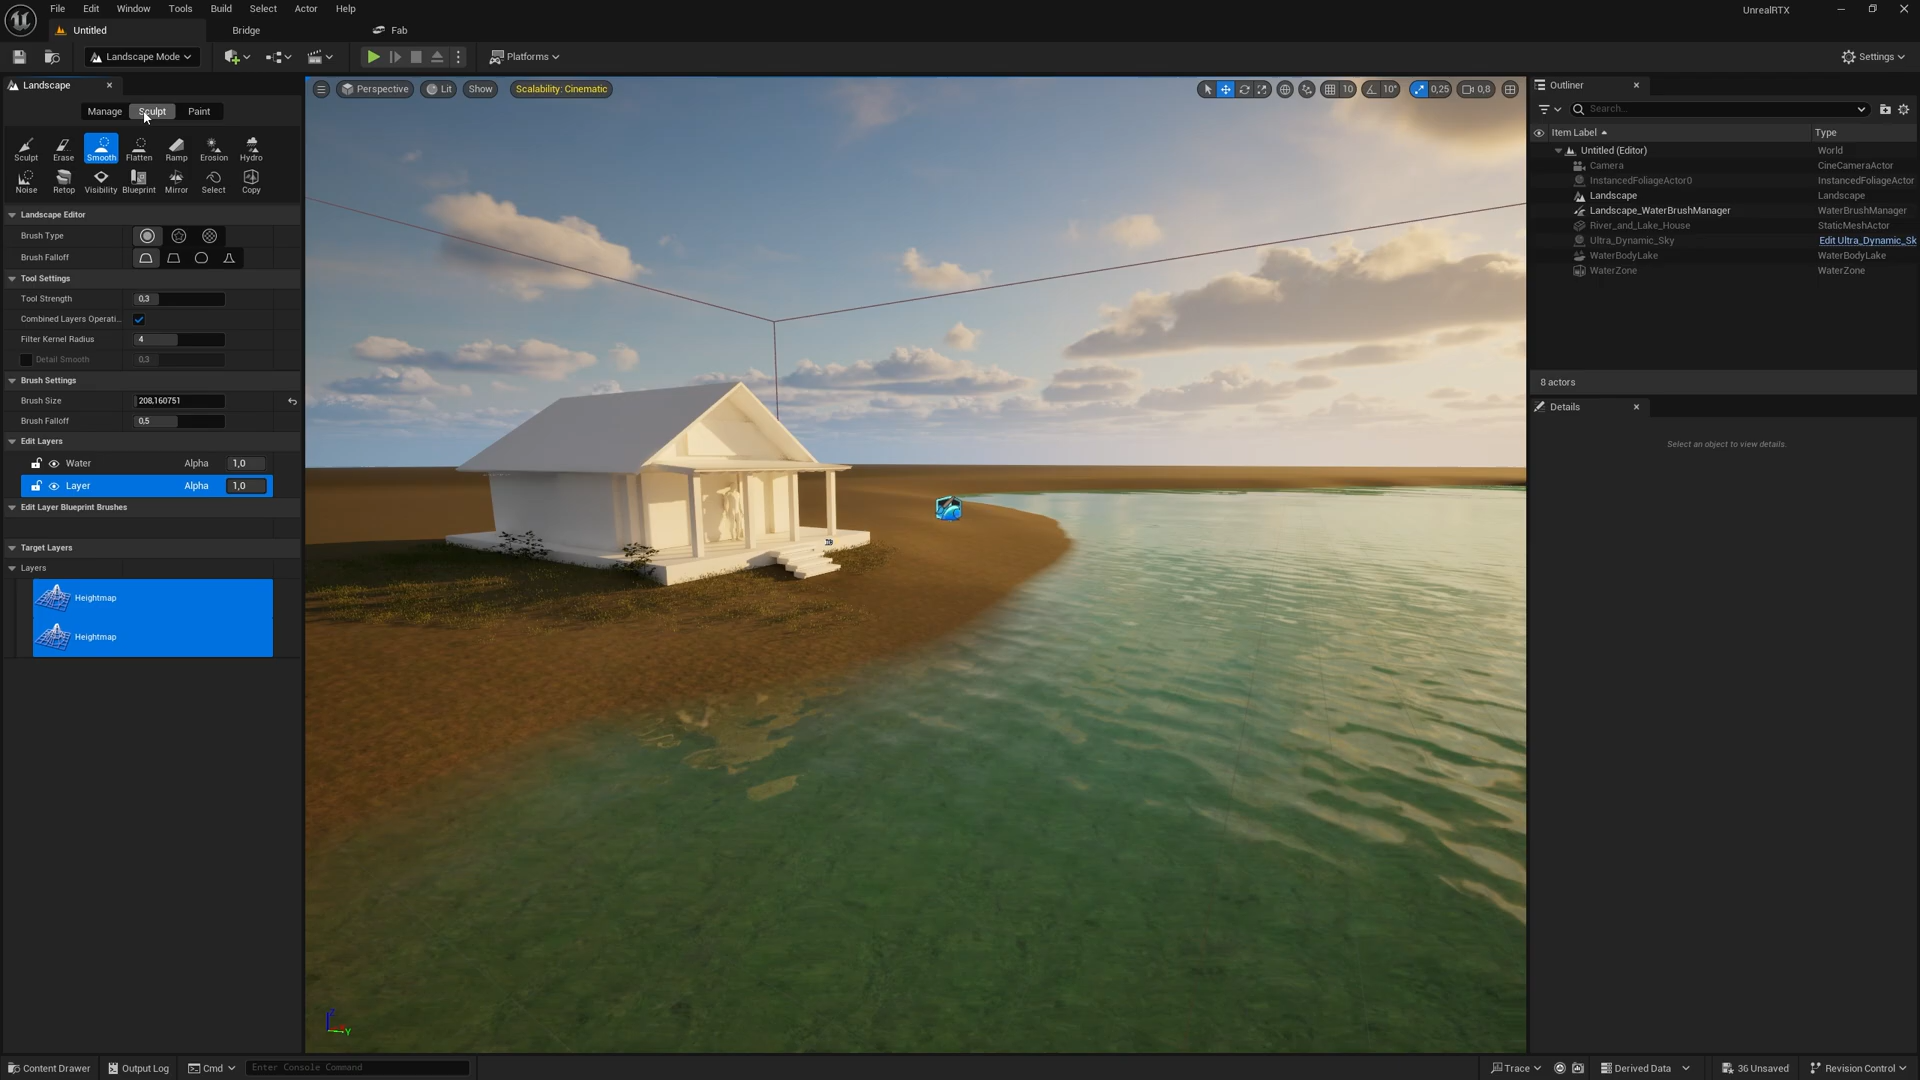 File Edit Window Tools Build Select Actor Help
UnrealRTX
Untitled
Bridge
Fab
Landscape Mode
Platforms
Settings
Landscape
Manage Sculpt Paint
Sculpt Erase Smooth Flatten Ramp Erosion Hydro
Noise Retop Visibility Blueprint Mirror Select Copy
Landscape Editor
Brush Type
Brush Falloff
Tool Settings
Tool Strength 0,3
Combined Layers Operati...
Filter Kernel Radius 4
Detail Smooth 0,3
Brush Settings
Brush Size 208,160751
Brush Falloff 0,5
Edit Layers
Water Alpha 1,0
Layer Alpha 1,0
Edit Layer Blueprint Brushes
Target Layers
Layers
Heightmap
Heightmap
Perspective Lit Show Scalability: Cinematic
10 10° 0,25 0,8
Z
Y
Outliner
Search...
Item Label Type
Untitled (Editor) World
Camera CineCameraActor
InstancedFoliageActor0 InstancedFoliageActor
Landscape Landscape
Landscape_WaterBrushManager WaterBrushManager
River_and_Lake_House StaticMeshActor
Ultra_Dynamic_Sky Edit Ultra_Dynamic_Sk
WaterBodyLake WaterBodyLake
WaterZone WaterZone
8 actors
Details
Select an object to view details.
Content Drawer Output Log Cmd Enter Console Command
Trace Derived Data 36 Unsaved Revision Control